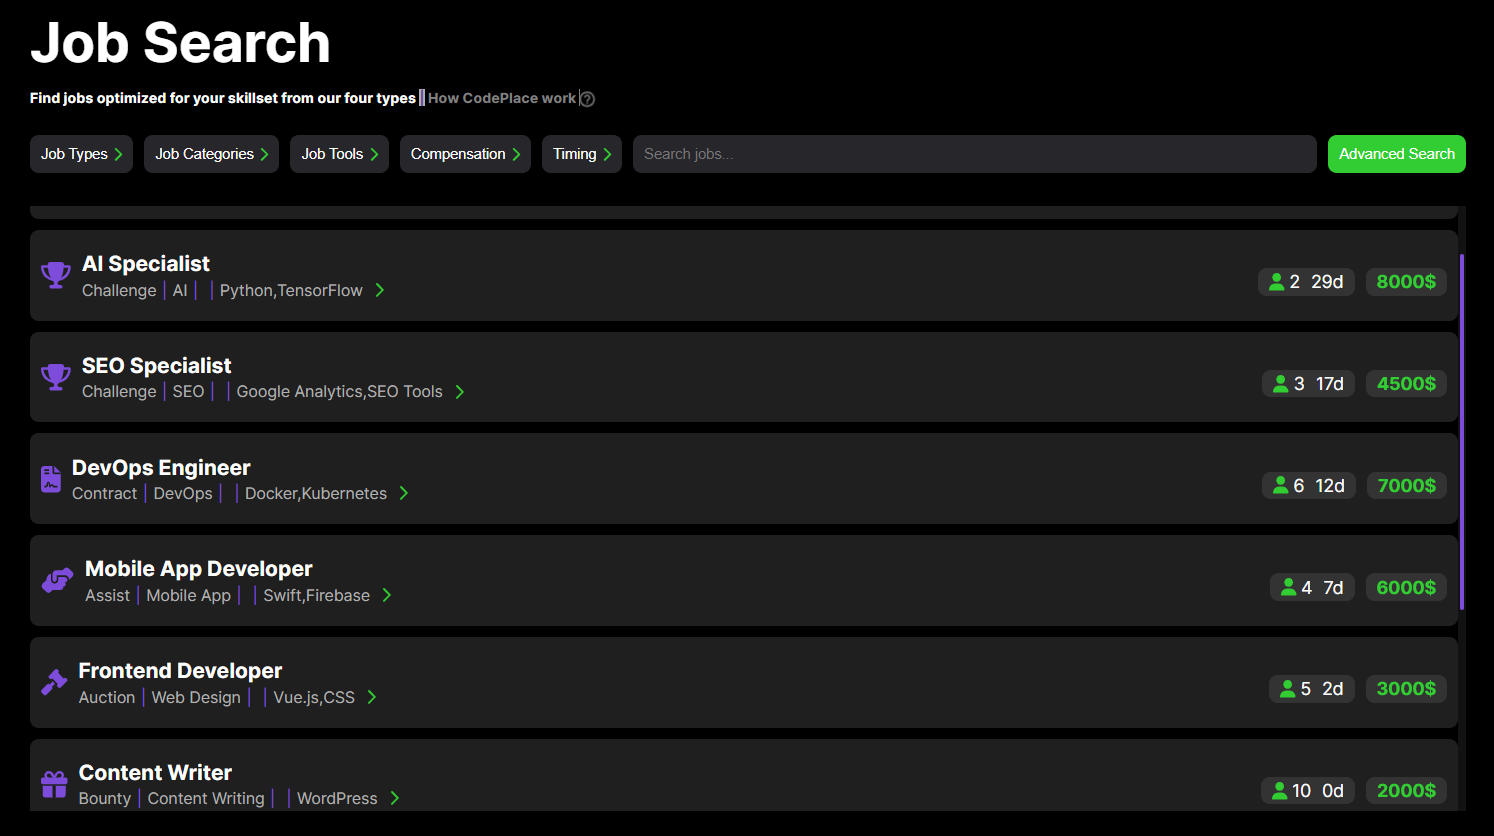 Job Search
Find jobs optimized for your skillset from our four types How CodePlace work ?
Job Types Job Categories Job Tools Compensation Timing Search jobs... Advanced Search
AI Specialist
Challenge | AI | | Python,TensorFlow
2 29d 8000$
SEO Specialist
Challenge | SEO | | Google Analytics,SEO Tools
3 17d 4500$
DevOps Engineer
Contract | DevOps | | Docker,Kubernetes
6 12d 7000$
Mobile App Developer
Assist | Mobile App | | Swift,Firebase
4 7d 6000$
Frontend Developer
Auction | Web Design | | Vue.js,CSS
5 2d 3000$
Content Writer
Bounty | Content Writing | | WordPress
10 0d 2000$